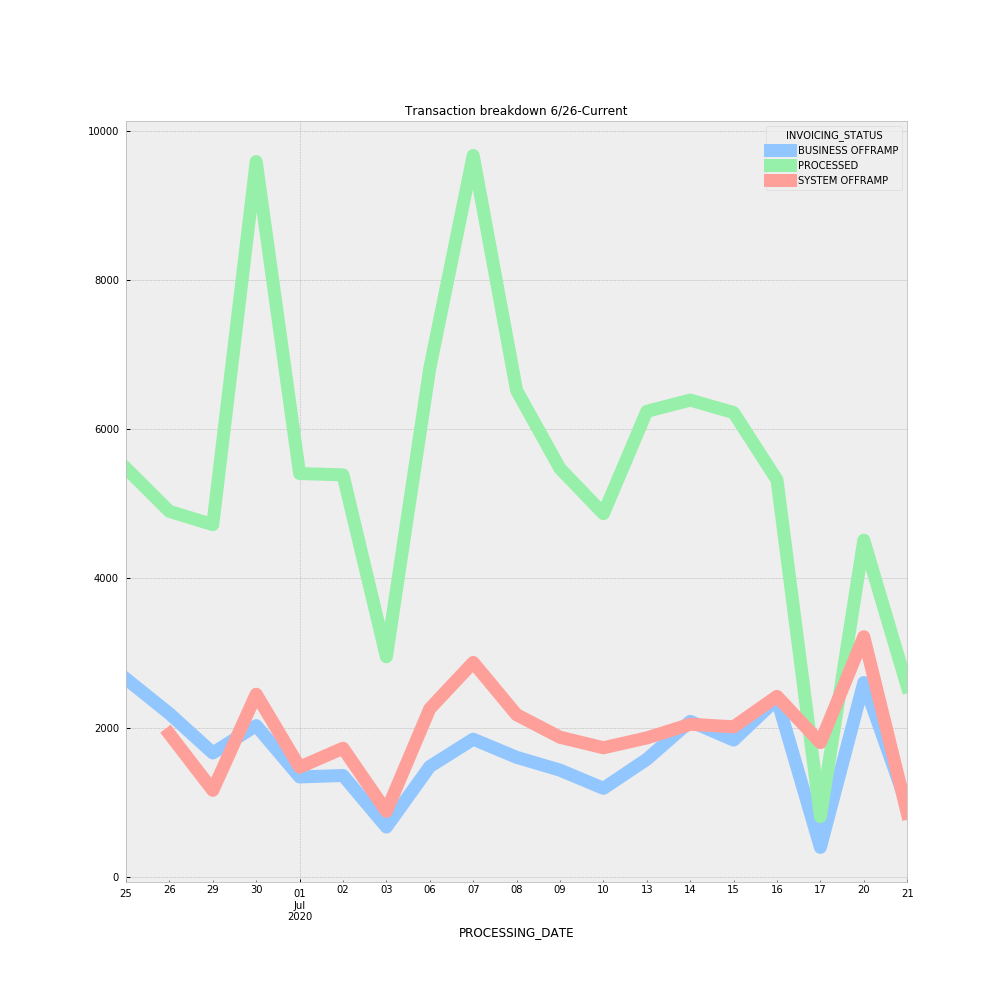 Transaction breakdown 6/26-Current
INVOICING_STATUS
BUSINESS OFFRAMP
PROCESSED
SYSTEM OFFRAMP
10000
8000
6000
4000
2000
0
25 26 29 30 01 02 03 06 07 08 09 10 13 14 15 16 17 20 21
Jul
2020
PROCESSING_DATE